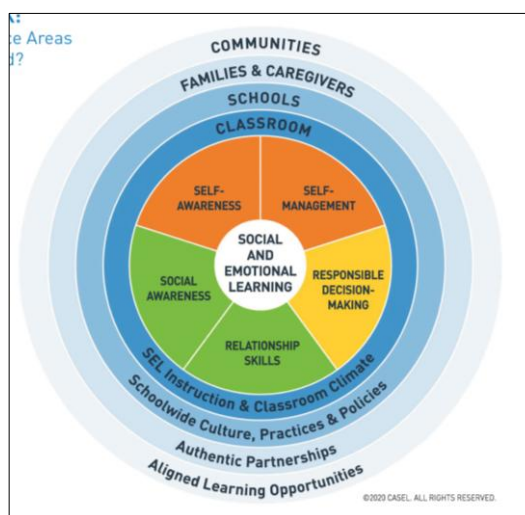 K:
ce Areas
d?
COMMUNITIES
FAMILIES & CAREGIVERS
SCHOOLS
CLASSROOM
SELF-
AWARENESS
SELF-
MANAGEMENT
SOCIAL
AND
EMOTIONAL
LEARNING
SOCIAL
AWARENESS
RESPONSIBLE
DECISION-
MAKING
RELATIONSHIP
SKILLS
SEL Instruction & Classroom Climate
Schoolwide Culture, Practices & Policies
Authentic Partnerships
Aligned Learning Opportunities
©2020 CASEL. ALL RIGHTS RESERVED.